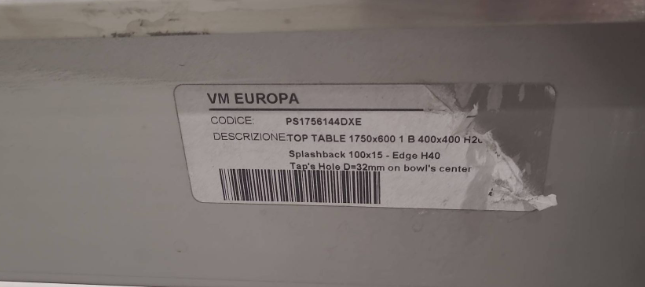 VM EUROPA
CODICE PS1756144DXE
DESCRIZIONE TOP TABLE 1750x600 1 B 400x400
Splashback 100x15 - Edge H40
Tap's Hole D=32mm on bowl's center